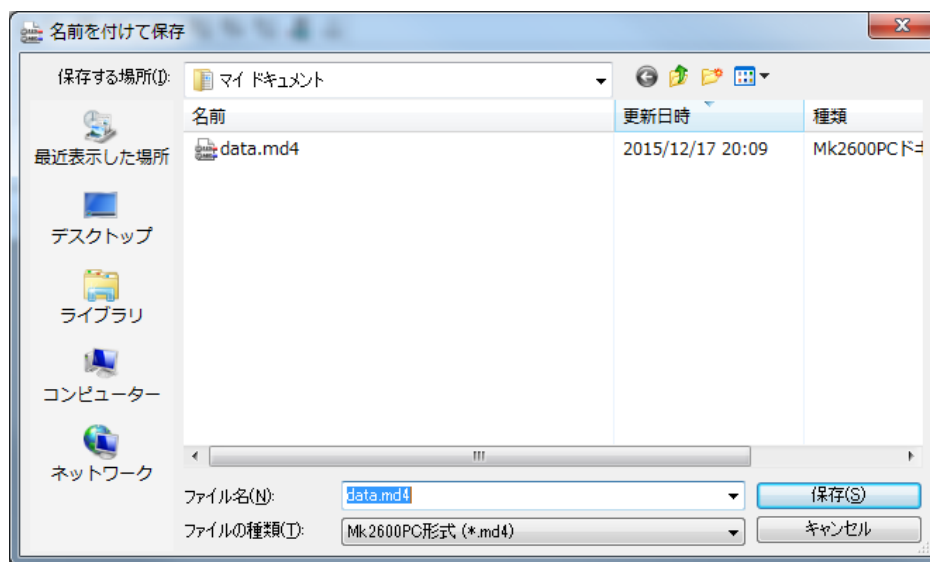 名前を付けて保存
保存する場所(I):
マイ ドキュメント
名前
更新日時
種類
data.md4
2015/12/17 20:09
Mk2600PCドキ
最近表示した場所
デスクトップ
ライブラリ
コンピューター
ネットワーク
ファイル名(N):
data.md4
保存(S)
ファイルの種類(T):
Mk2600PC形式 (*.md4)
キャンセル